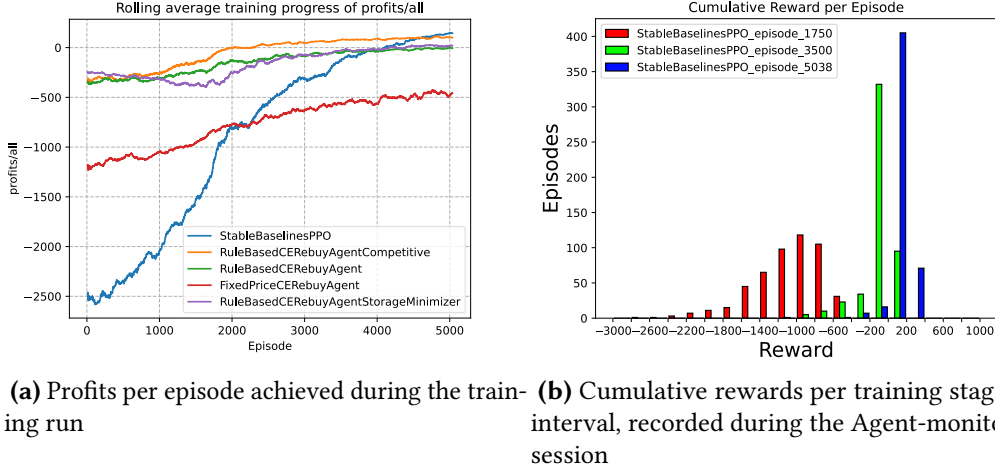 Rolling average training progress of profits/all
0
−500
−1000
−1500
−2000
−2500
profits/all
0
1000
2000
3000
4000
5000
Episode
StableBaselinesPPO
RuleBasedCERebuyAgentCompetitive
RuleBasedCERebuyAgent
FixedPriceCERebuyAgent
RuleBasedCERebuyAgentStorageMinimizer
(a) Profits per episode achieved during the train-
ing run
Cumulative Reward per Episode
StableBaselinesPPO_episode_1750
StableBaselinesPPO_episode_3500
StableBaselinesPPO_episode_5038
400
350
300
250
200
150
100
50
0
Episodes
−3000 −2600 −2200 −1800 −1400 −1000 −600 −200 200 600 1000
Reward
(b) Cumulative rewards per training stag
interval, recorded during the Agent-monito
session